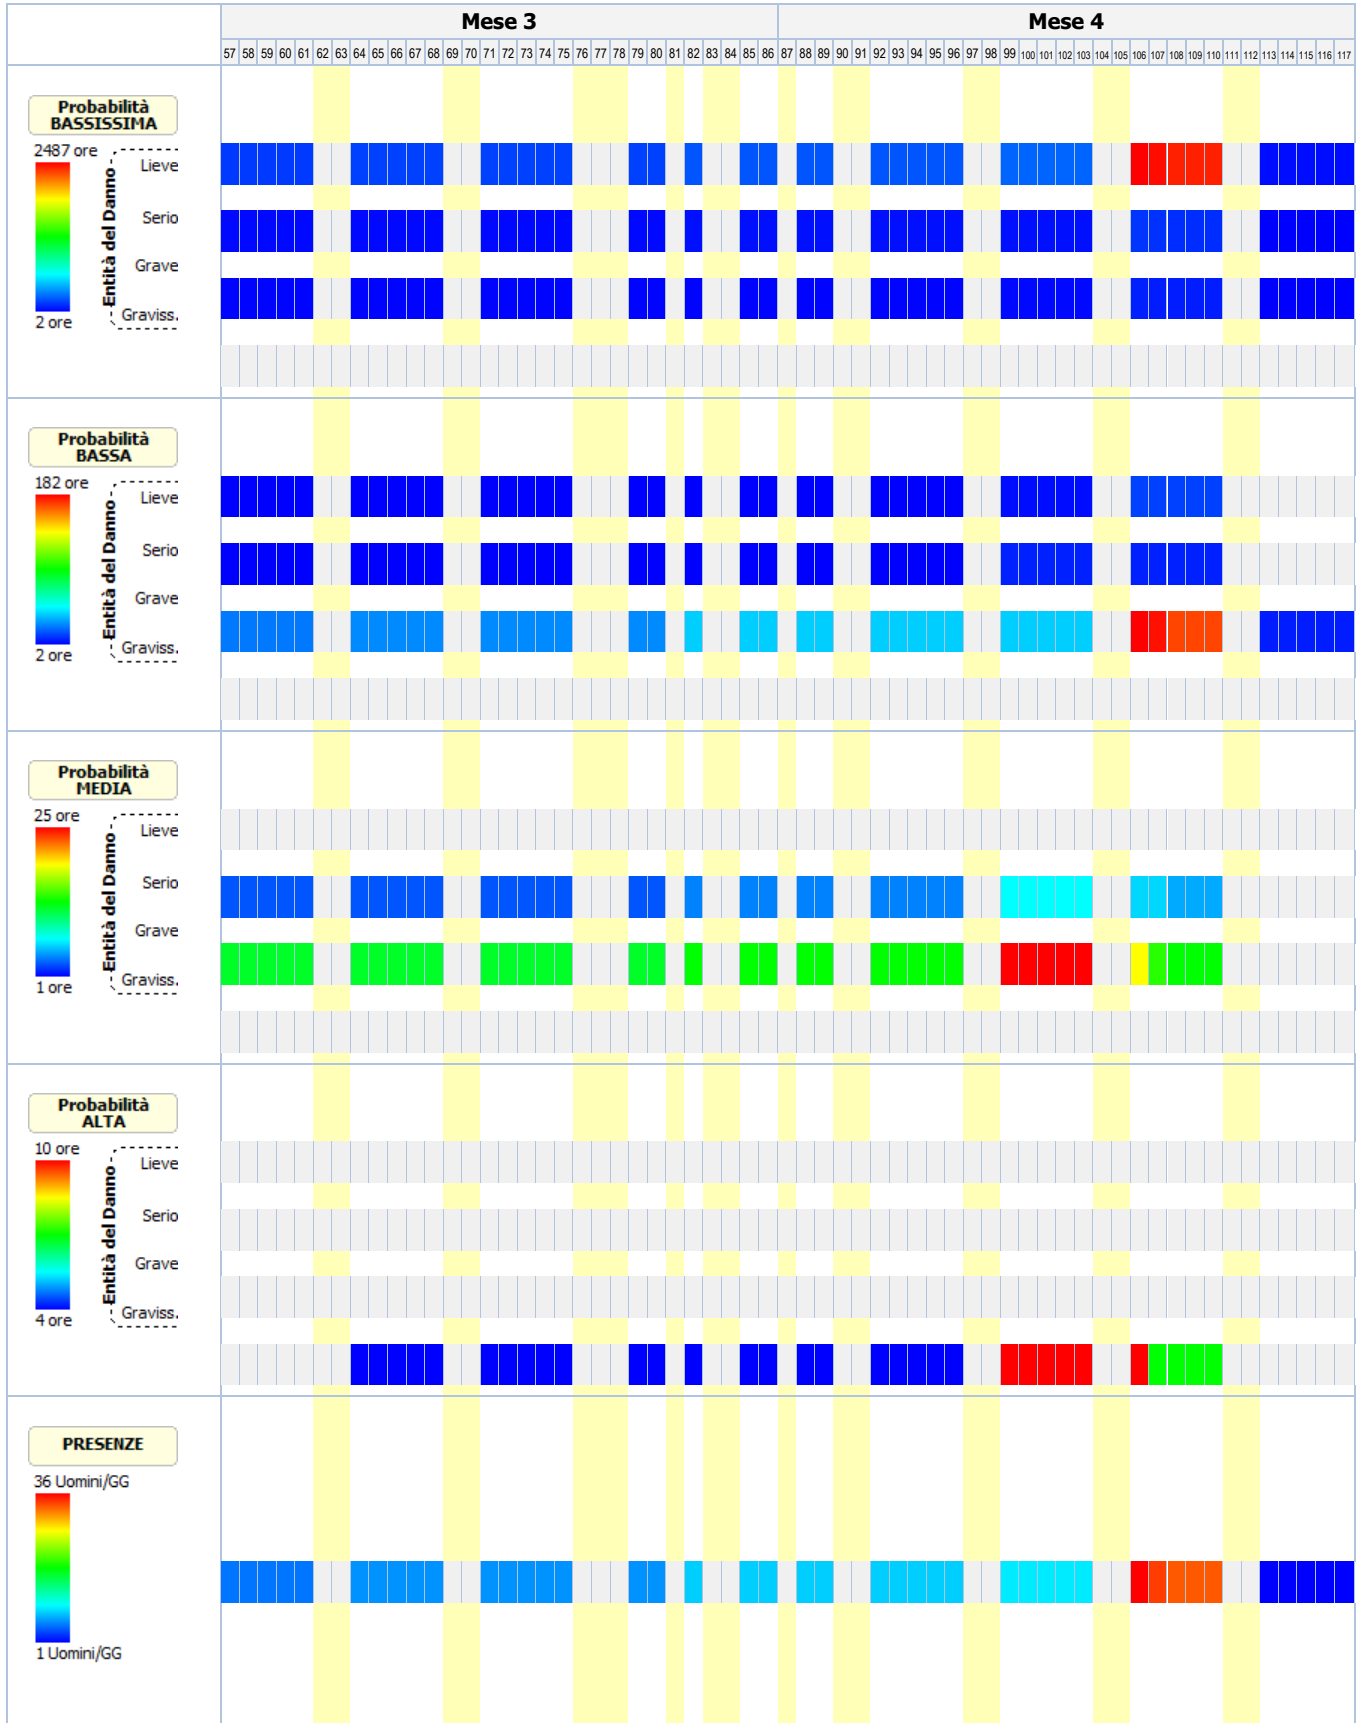 Mese 3 Mese 4
57 58 59 60 61 62 63 64 65 66 67 68 69 70 71 72 73 74 75 76 77 78 79 80 81 82 83 84 85 86 87 88 89 90 91 92 93 94 95 96 97 98 99 100 101 102 103 104 105 106 107 108 109 110 111 112 113 114 115 116 117
Probabilità
BASSISSIMA
2487 ore
Entità del Danno
Lieve
Serio
Grave
Graviss.
2 ore
Probabilità
BASSA
182 ore
Entità del Danno
Lieve
Serio
Grave
Graviss.
2 ore
Probabilità
MEDIA
25 ore
Entità del Danno
Lieve
Serio
Grave
Graviss.
1 ore
Probabilità
ALTA
10 ore
Entità del Danno
Lieve
Serio
Grave
Graviss.
4 ore
PRESENZE
36 Uomini/GG
1 Uomini/GG